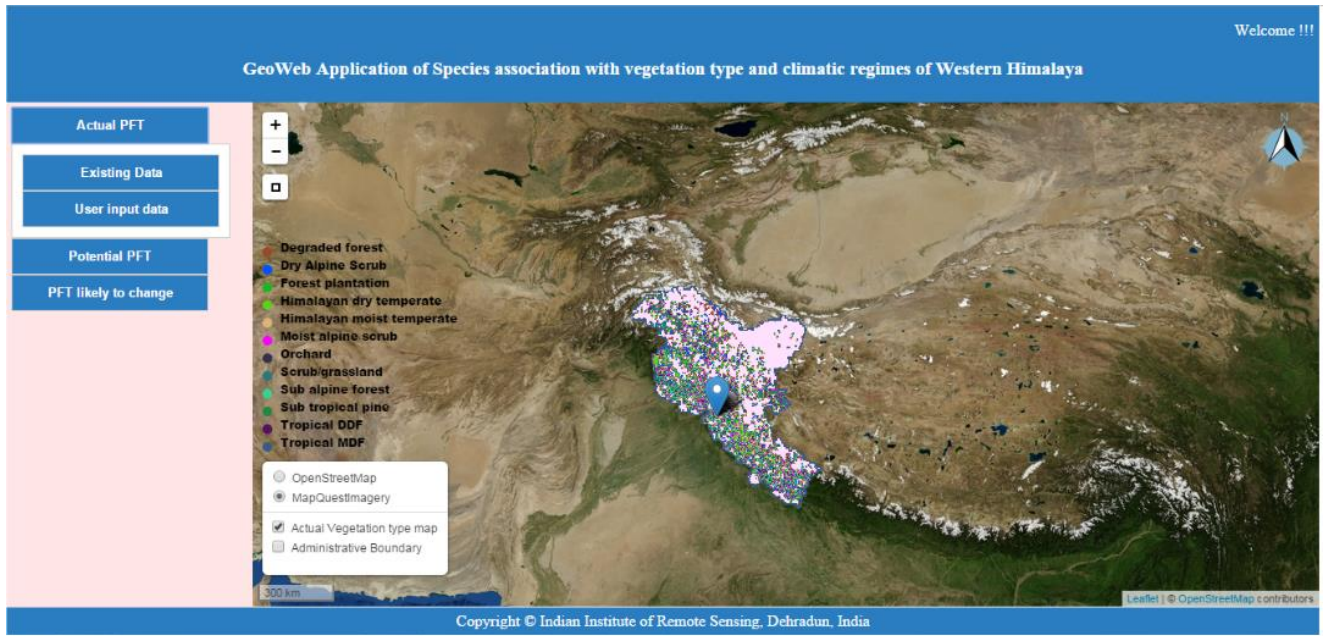 Welcome !!!
GeoWeb Application of Species association with vegetation type and climatic regimes of Western Himalaya
Actual PFT
Existing Data
User input data
Potential PFT
PFT likely to change
+
−
N
Degraded forest
Dry Alpine Scrub
Forest plantation
Himalayan dry temperate
Himalayan moist temperate
Moist alpine scrub
Orchard
Scrub/grassland
Sub alpine forest
Sub tropical pine
Tropical DDF
Tropical MDF
OpenStreetMap
MapQuestImagery
Actual Vegetation type map
Administrative Boundary
300 km
Leaflet | © OpenStreetMap contributors
Copyright © Indian Institute of Remote Sensing, Dehradun, India